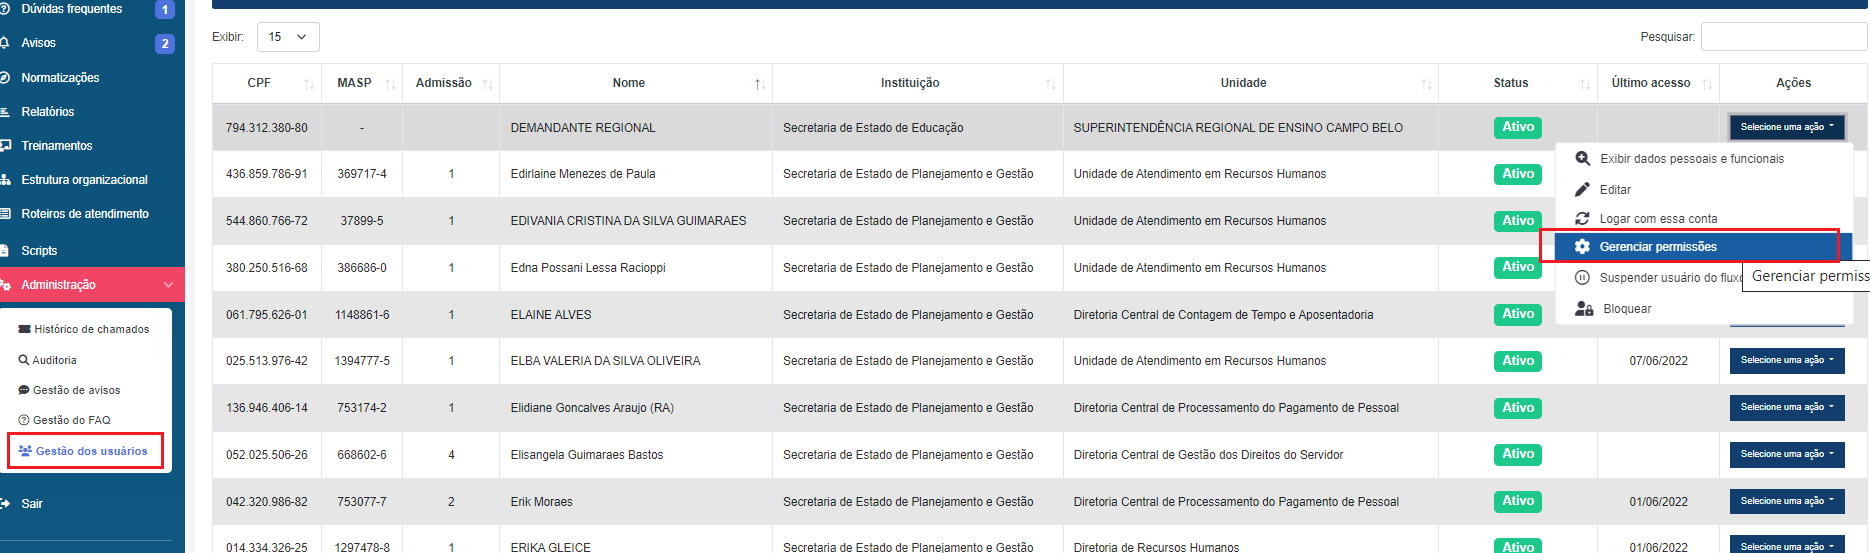 Dúvidas frequentes 1
Avisos 2
Normatizações
Relatórios
Treinamentos
Estrutura organizacional
Roteiros de atendimento
Scripts
Administração
Histórico de chamados
Auditoria
Gestão de avisos
Gestão do FAQ
Gestão dos usuários
Sair
Exibir: 15
Pesquisar:
CPF MASP Admissão Nome Instituição Unidade Status Último acesso Ações
794.312.380-80 - DEMANDANTE REGIONAL Secretaria de Estado de Educação SUPERINTENDÊNCIA REGIONAL DE ENSINO CAMPO BELO Ativo Selecione uma ação
436.859.786-91 369717-4 1 Edirlaine Menezes de Paula Secretaria de Estado de Planejamento e Gestão Unidade de Atendimento em Recursos Humanos Ativo
544.860.766-72 37899-5 1 EDIVANIA CRISTINA DA SILVA GUIMARAES Secretaria de Estado de Planejamento e Gestão Unidade de Atendimento em Recursos Humanos Ativo
380.250.516-68 386686-0 1 Edna Possani Lessa Racioppi Secretaria de Estado de Planejamento e Gestão Unidade de Atendimento em Recursos Humanos Ativo
061.795.626-01 1148861-6 1 ELAINE ALVES Secretaria de Estado de Planejamento e Gestão Diretoria Central de Contagem de Tempo e Aposentadoria Ativo
025.513.976-42 1394777-5 1 ELBA VALERIA DA SILVA OLIVEIRA Secretaria de Estado de Planejamento e Gestão Unidade de Atendimento em Recursos Humanos Ativo 07/06/2022 Selecione uma ação
136.946.406-14 753174-2 1 Elidiane Goncalves Araujo (RA) Secretaria de Estado de Planejamento e Gestão Diretoria Central de Processamento do Pagamento de Pessoal Ativo Selecione uma ação
052.025.506-26 668602-6 4 Elisangela Guimaraes Bastos Secretaria de Estado de Planejamento e Gestão Diretoria Central de Gestão dos Direitos do Servidor Ativo Selecione uma ação
042.320.986-82 753077-7 2 Erik Moraes Secretaria de Estado de Planejamento e Gestão Diretoria Central de Processamento do Pagamento de Pessoal Ativo 01/06/2022 Selecione uma ação
014.334.326-25 1297478-8 1 ERIKA GLEICE Secretaria de Estado de Planejamento e Gestão Diretoria de Recursos Humanos Ativo 01/06/2022 Selecione uma ação
Exibir dados pessoais e funcionais
Editar
Logar com essa conta
Gerenciar permissões
Suspender usuário do fluxo
Gerenciar permiss
Bloquear